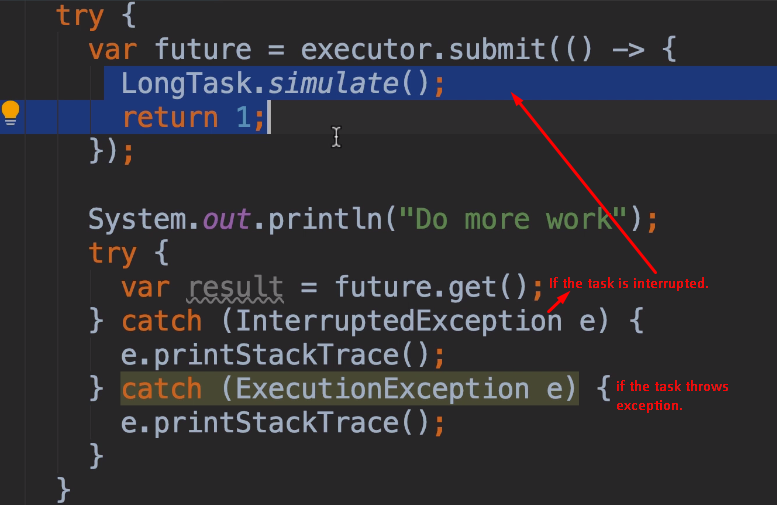 try {
var future = executor.submit(() -> {
LongTask.simulate();
return 1;
});
System.out.println("Do more work");
try {
var result = future.get(); If the task is interrupted.
} catch (InterruptedException e) {
e.printStackTrace();
} catch (ExecutionException e) { if the task throws
exception.
e.printStackTrace();
}
}